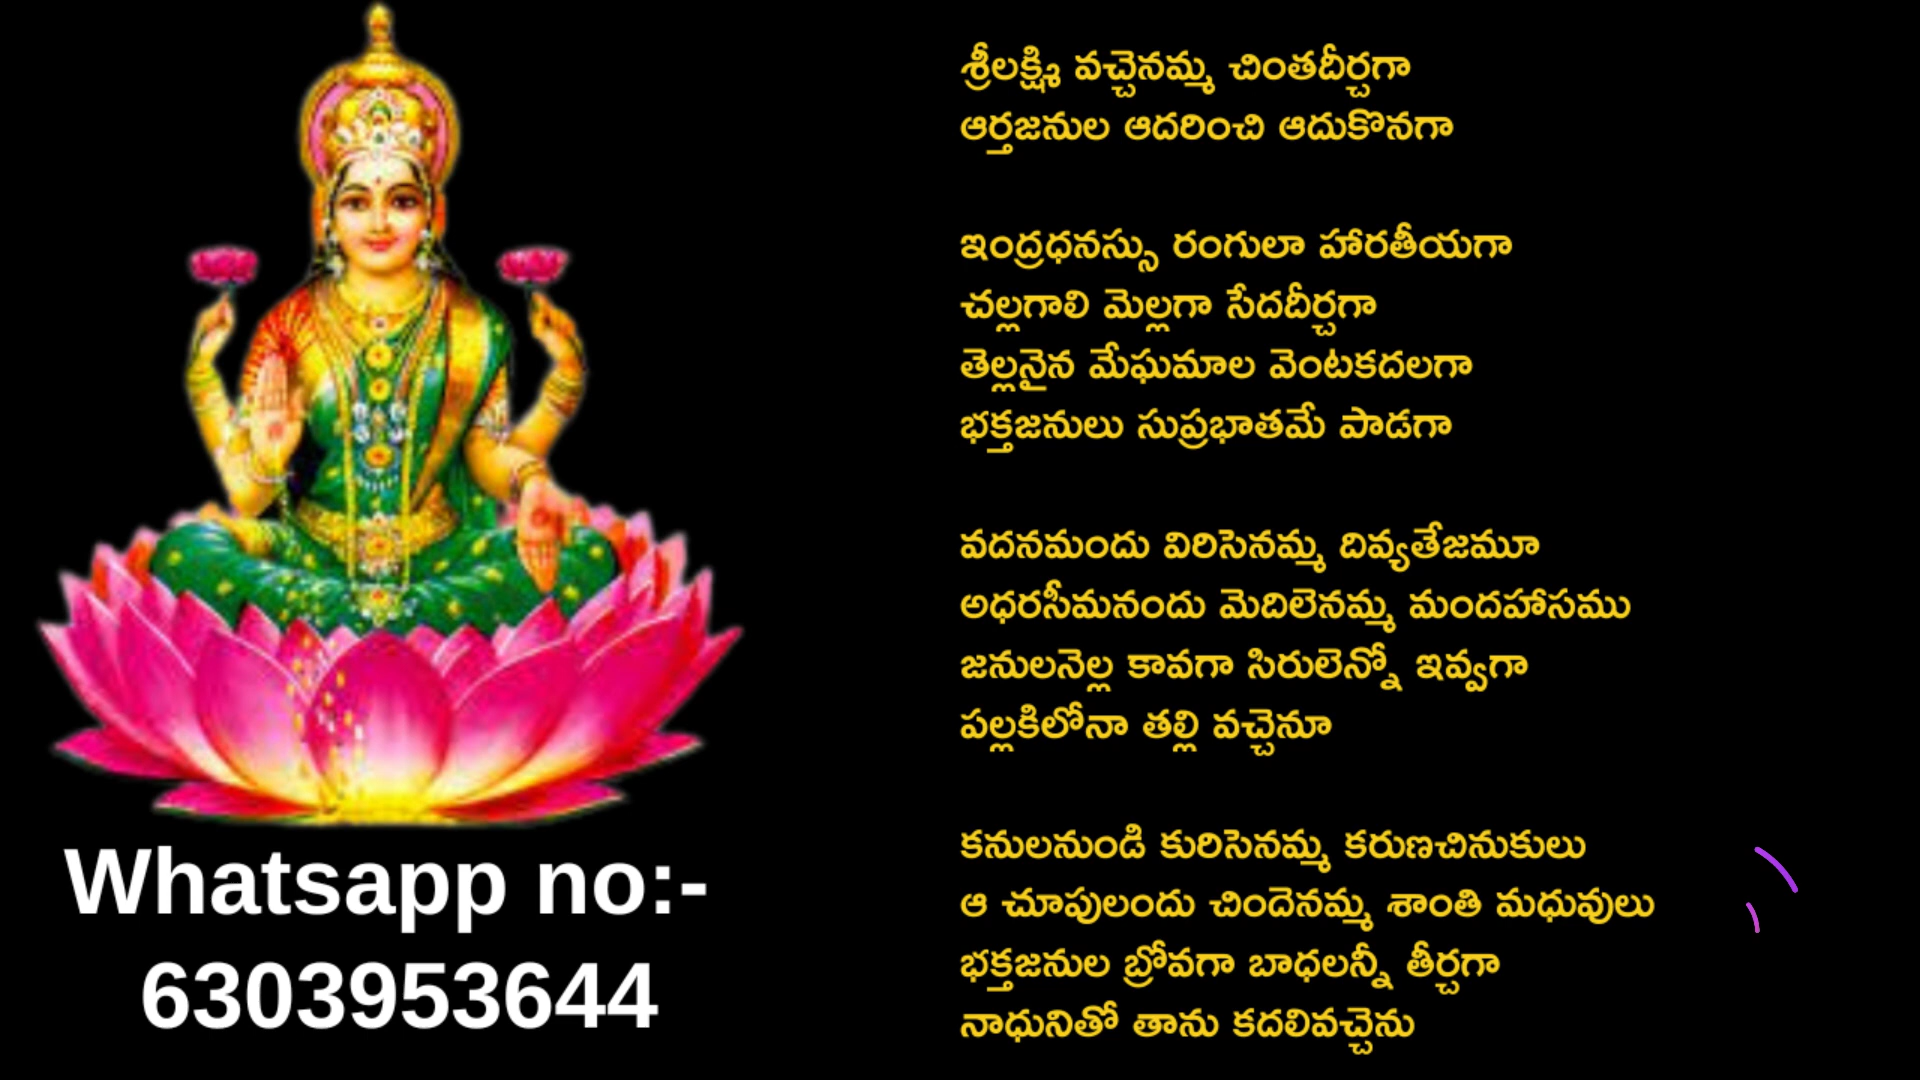 Whatsapp no:-
6303953644
శ్రీలక్ష్మి వచ్చెనమ్మ చింతదీర్చగా
ఆర్తజనుల ఆదరించి ఆదుకొనగా
ఇంద్రధనస్సు రంగులా హారతీయగా
చల్లగాలి మెల్లగా సేదదీర్చగా
తెల్లనైన మేఘమాల వెంటకదలగా
భక్తజనులు సుప్రభాతమే పాడగా
వదనమందు విరిసెనమ్మ దివ్యతేజమూ
అధరసీమనందు మెదిలెనమ్మ మందహాసము
జనులనెల్ల కావగా సిరులెన్నో ఇవ్వగా
పల్లకిలోనా తల్లి వచ్చెనూ
కనులనుండి కురిసెనమ్మ కరుణచినుకులు
ఆ చూపులందు చిందెనమ్మ శాంతి మధువులు
భక్తజనుల బ్రోవగా బాధలన్నీ తీర్చగా
నాధునితో తాను కదలివచ్చెను